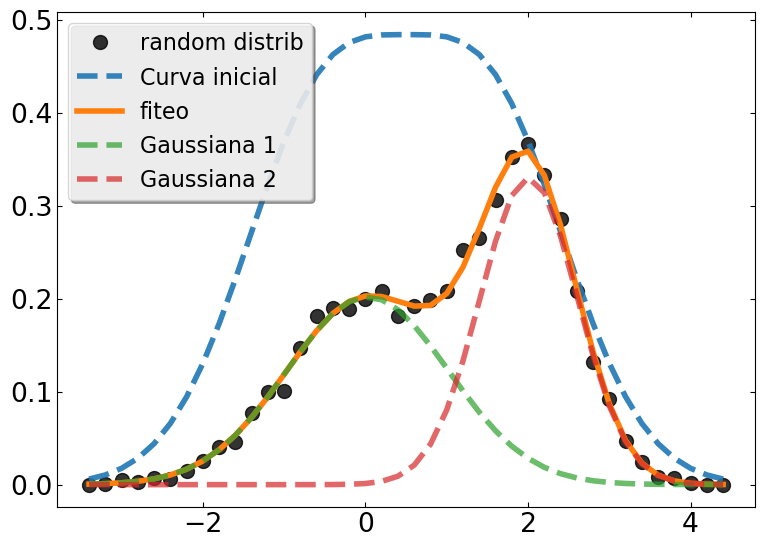 0.5
0.4
0.3
0.2
0.1
0.0
random distrib
Curva inicial
fiteo
Gaussiana 1
Gaussiana 2
−2
0
2
4